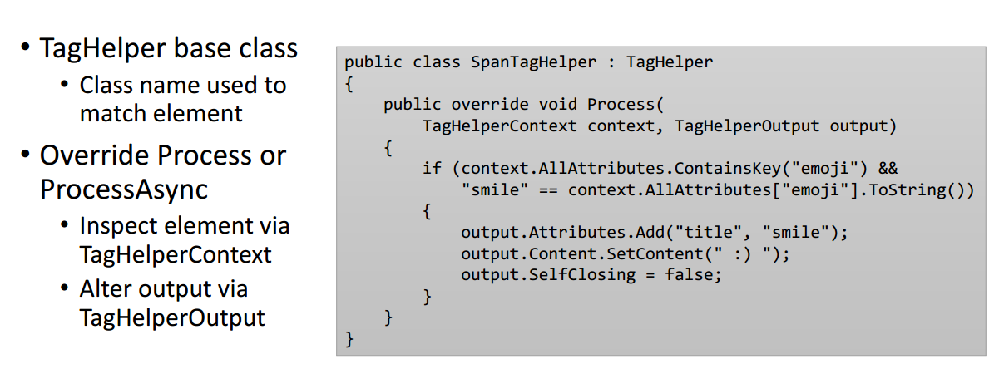 • TagHelper base class
• Class name used to
match element
• Override Process or
ProcessAsync
• Inspect element via
TagHelperContext
• Alter output via
TagHelperOutput
public class SpanTagHelper : TagHelper
{
    public override void Process(
        TagHelperContext context, TagHelperOutput output)
    {
        if (context.AllAttributes.ContainsKey("emoji") &&
            "smile" == context.AllAttributes["emoji"].ToString())
        {
            output.Attributes.Add("title", "smile");
            output.Content.SetContent(" :) ");
            output.SelfClosing = false;
        }
    }
}